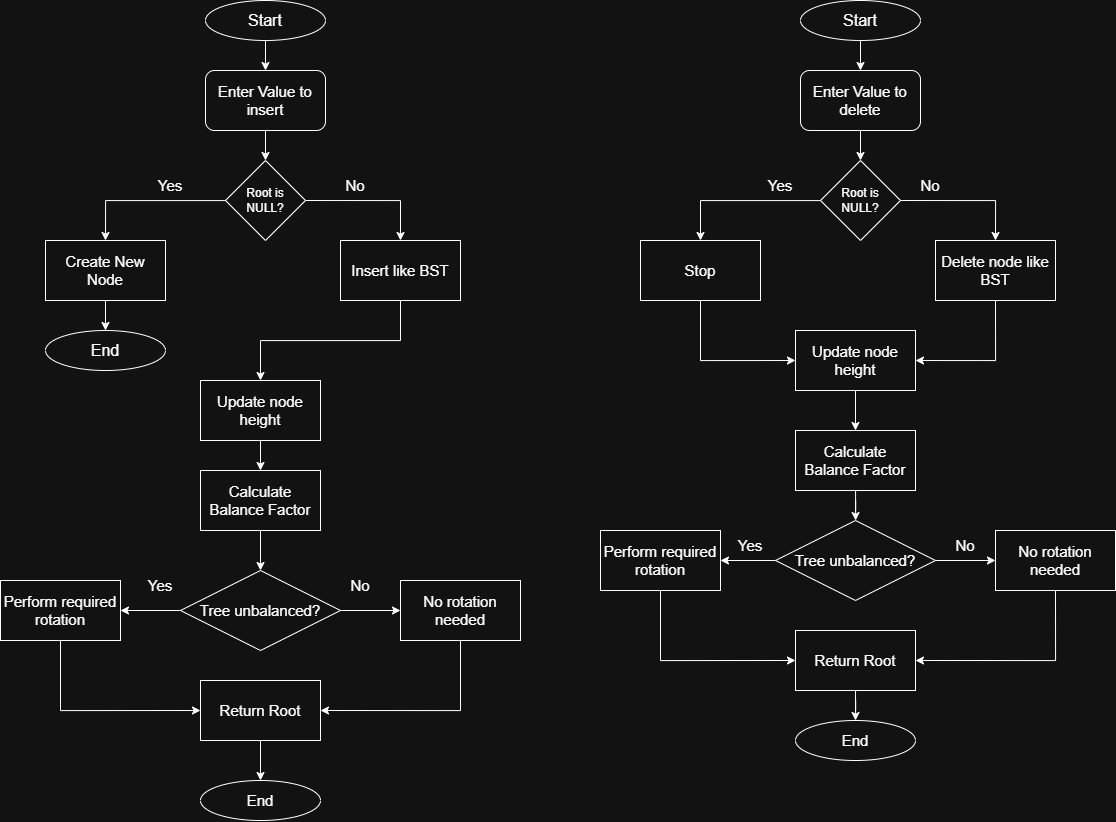 Start
Enter Value to
insert
Root is
NULL?
Yes
No
Create New
Node
End
Insert like BST
Update node
height
Calculate
Balance Factor
Tree unbalanced?
Yes
No
Perform required
rotation
No rotation
needed
Return Root
End
Start
Enter Value to
delete
Root is
NULL?
Yes
No
Stop
Delete node like
BST
Update node
height
Calculate
Balance Factor
Tree unbalanced?
Yes
No
Perform required
rotation
No rotation
needed
Return Root
End